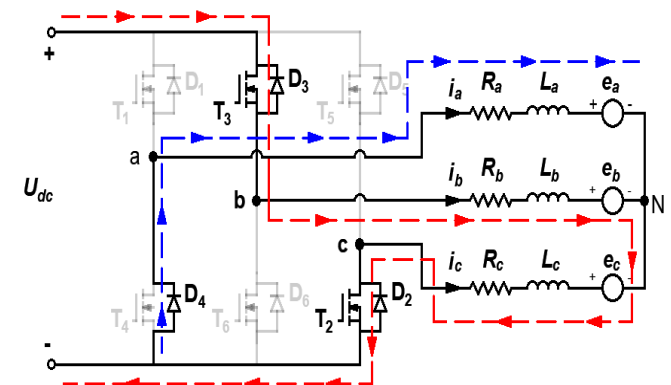 +
D1 D3 D5
T1 T3 T5
ia Ra La + ea -
a
Udc
b
ib Rb Lb + eb -
N
c
ic Rc Lc + ec -
D4 D6 D2
T4 T6 T2
-